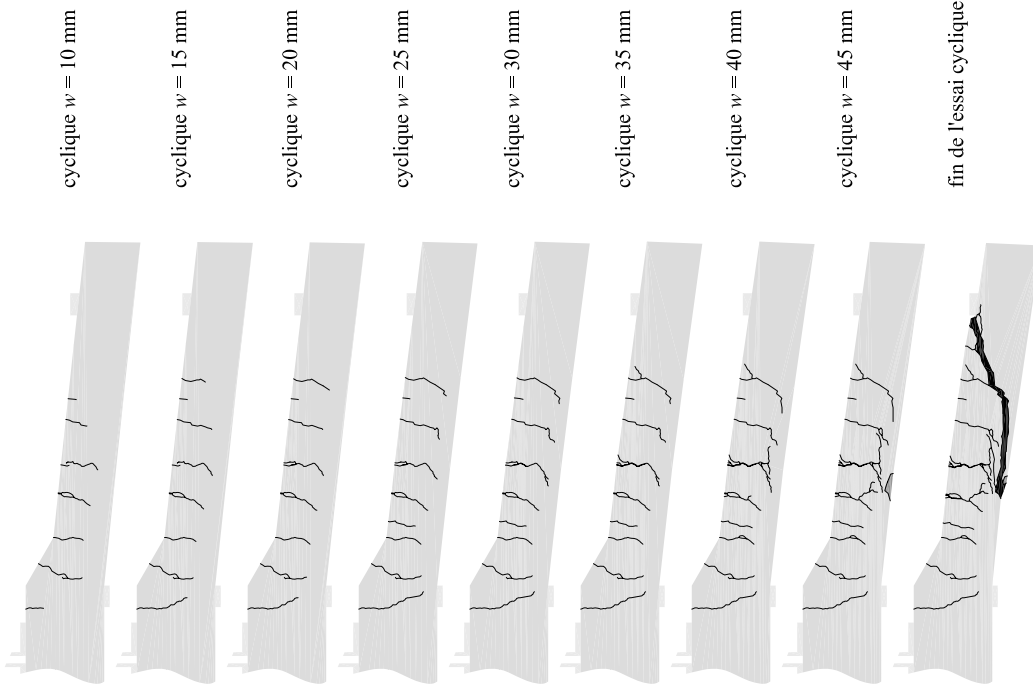 cyclique w = 10 mm
cyclique w = 15 mm
cyclique w = 20 mm
cyclique w = 25 mm
cyclique w = 30 mm
cyclique w = 35 mm
cyclique w = 40 mm
cyclique w = 45 mm
fin de l'essai cyclique